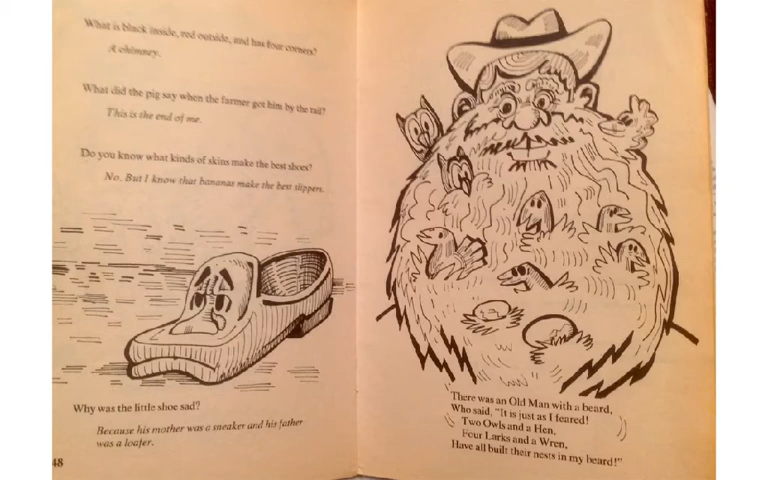 What is black inside, red outside, and has four corners?
A chimney.
What did the pig say when the farmer got him by the tail?
This is the end of me.
Do you know what kinds of skins make the best shoes?
No. But I know that bananas make the best slippers.
Why was the little shoe sad?
Because his mother was a sneaker and his father
was a loafer.
48
There was an Old Man with a beard,
Who said, "It is just as I feared!
Two Owls and a Hen,
Four Larks and a Wren,
Have all built their nests in my beard!"